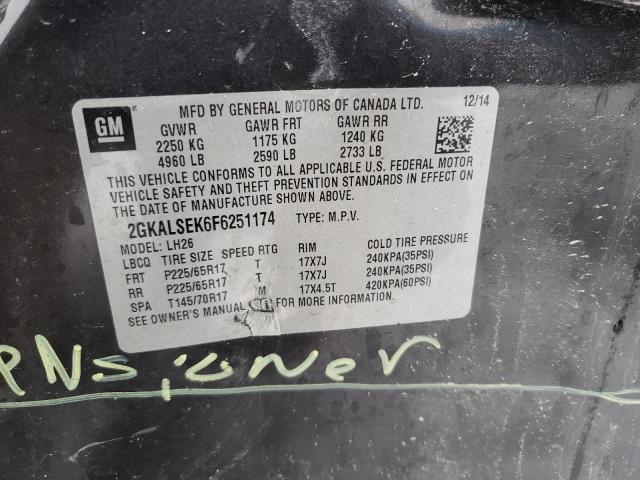 GM
MFD BY GENERAL MOTORS OF CANADA LTD. 12/14
GVWR GAWR FRT GAWR RR
2250 KG 1175 KG 1240 KG
4960 LB 2590 LB 2733 LB
THIS VEHICLE CONFORMS TO ALL APPLICABLE U.S. FEDERAL MOTOR
VEHICLE SAFETY AND THEFT PREVENTION STANDARDS IN EFFECT ON
THE DATE OF MANUFACTURE SHOWN ABOVE.
2GKALSEK6F6251174 TYPE: M.P.V.
MODEL: LH26
LBCQ TIRE SIZE SPEED RTG RIM COLD TIRE PRESSURE
FRT P225/65R17 T 17X7J 240KPA(35PSI)
RR P225/65R17 T 17X7J 240KPA(35PSI)
SPA T145/70R17 M 17X4.5T 420KPA(60PSI)
SEE OWNER'S MANUAL FOR MORE INFORMATION.